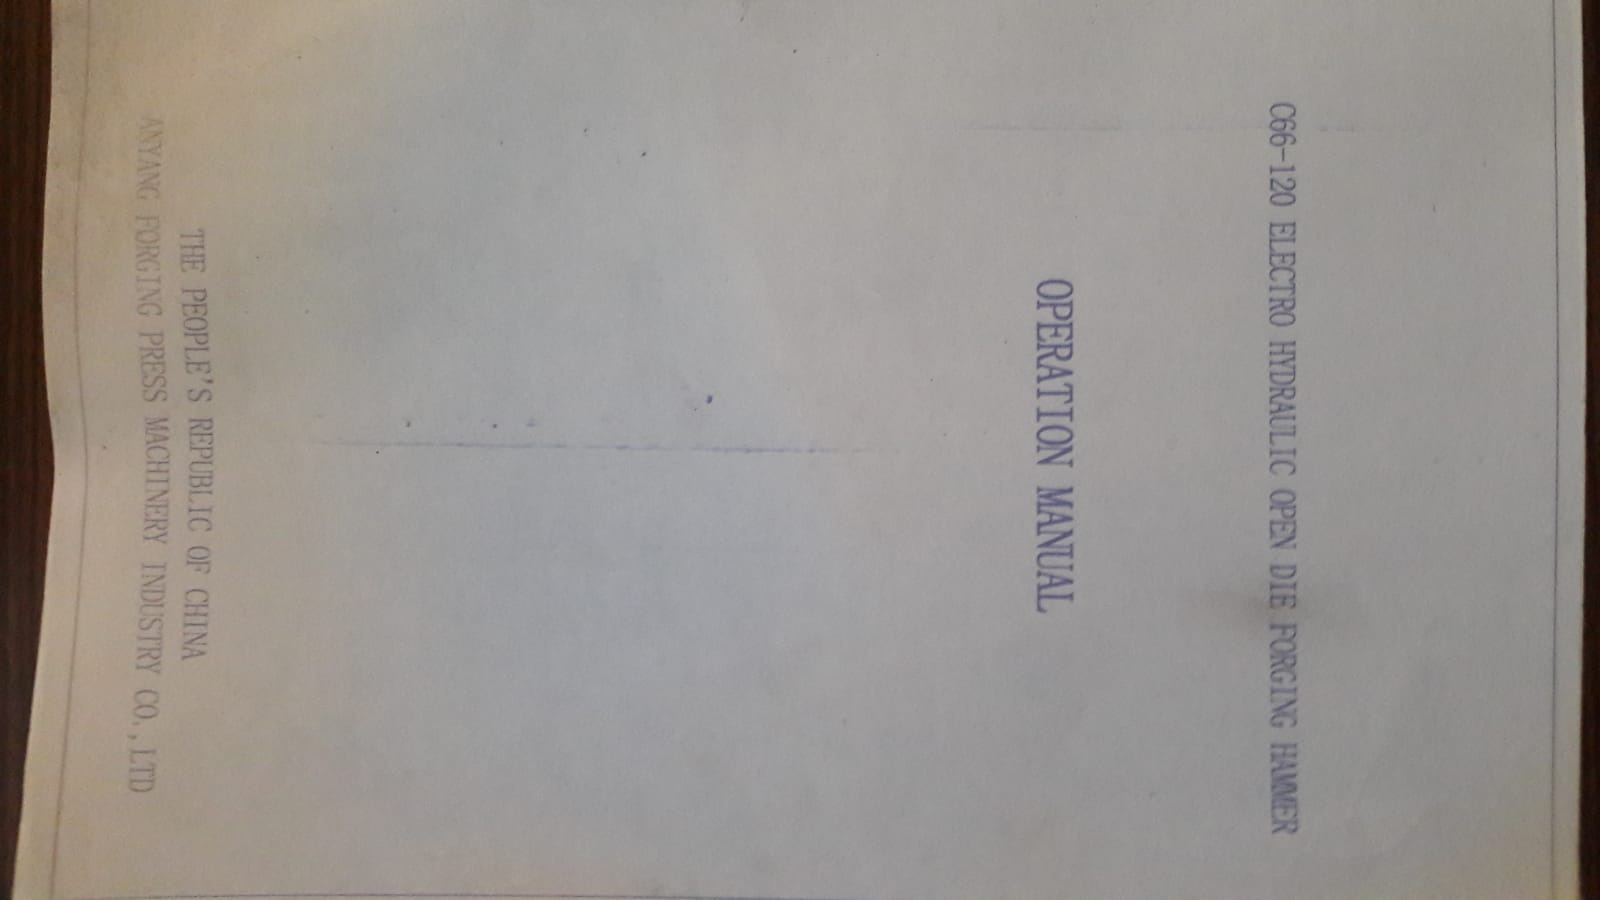 C66-120 ELECTRO HYDRAULIC OPEN DIE FORGING HAMMER
OPERATION MANUAL
THE PEOPLE'S REPUBLIC OF CHINA
ANYANG FORGING PRESS MACHINERY INDUSTRY CO.,LTD